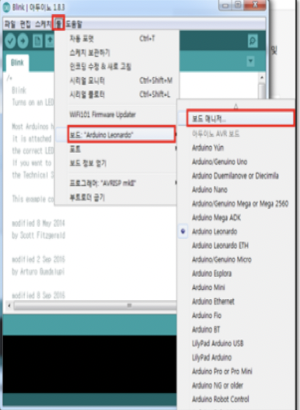 Blink | 아두이노 1.8.3
파일 편집 스케치 툴 도움말
Blink
/*
Blink
Turns on an LED
Most Arduinos h
it is attached
the correct LED
If you want to
the Technical
This example co
modified 8 May 2014
by Scott Fitzgerald
modified 2 Sep 2016
by Arturo Guadalupi
modified 8 Sep 2016
자동 포맷 Ctrl+T
스케치 보관하기
인코딩 수정 & 새로 고침
시리얼 모니터 Ctrl+Shift+M
시리얼 플로터 Ctrl+Shift+L
WiFi101 Firmware Updater
보드: "Arduino Leonardo"
포트
보드 정보 얻기
프로그래머: "AVRISP mkII"
부트로더 굽기
보드 매니저...
아두이노 AVR 보드
Arduino Yún
Arduino/Genuino Uno
Arduino Duemilanove or Diecimila
Arduino Nano
Arduino/Genuino Mega or Mega 2560
Arduino Mega ADK
Arduino Leonardo
Arduino Leonardo ETH
Arduino/Genuino Micro
Arduino Esplora
Arduino Mini
Arduino Ethernet
Arduino Fio
Arduino BT
LilyPad Arduino USB
LilyPad Arduino
Arduino Pro or Pro Mini
Arduino NG or older
Arduino Robot Control
및